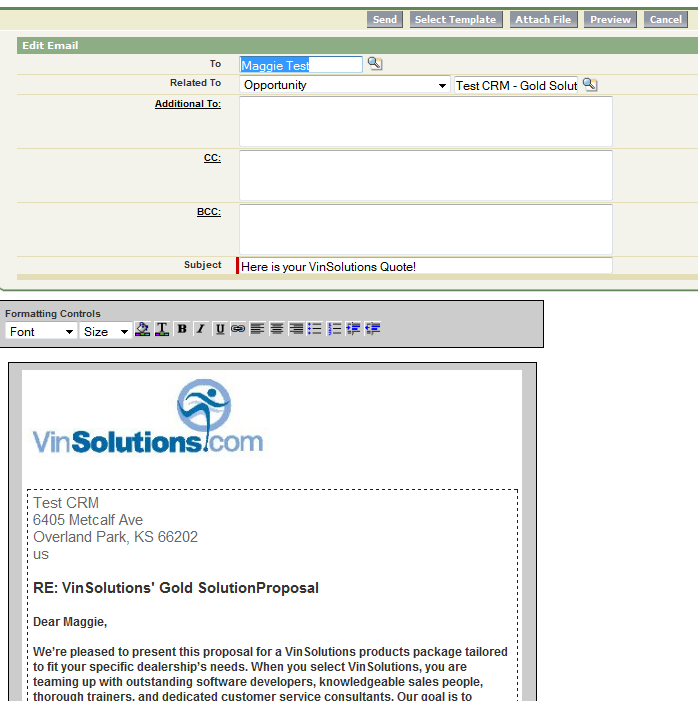 Send Select Template Attach File Preview Cancel
Edit Email
To Maggie Test
Related To Opportunity Test CRM - Gold Solut
Additional To:
CC:
BCC:
Subject Here is your VinSolutions Quote!
Formatting Controls
Font Size T B I U
VinSolutions.com
Test CRM
6405 Metcalf Ave
Overland Park, KS 66202
us
RE: VinSolutions' Gold SolutionProposal
Dear Maggie,
We're pleased to present this proposal for a VinSolutions products package tailored
to fit your specific dealership's needs. When you select VinSolutions, you are
teaming up with outstanding software developers, knowledgeable sales people,
thorough trainers, and dedicated customer service consultants. Our goal is to